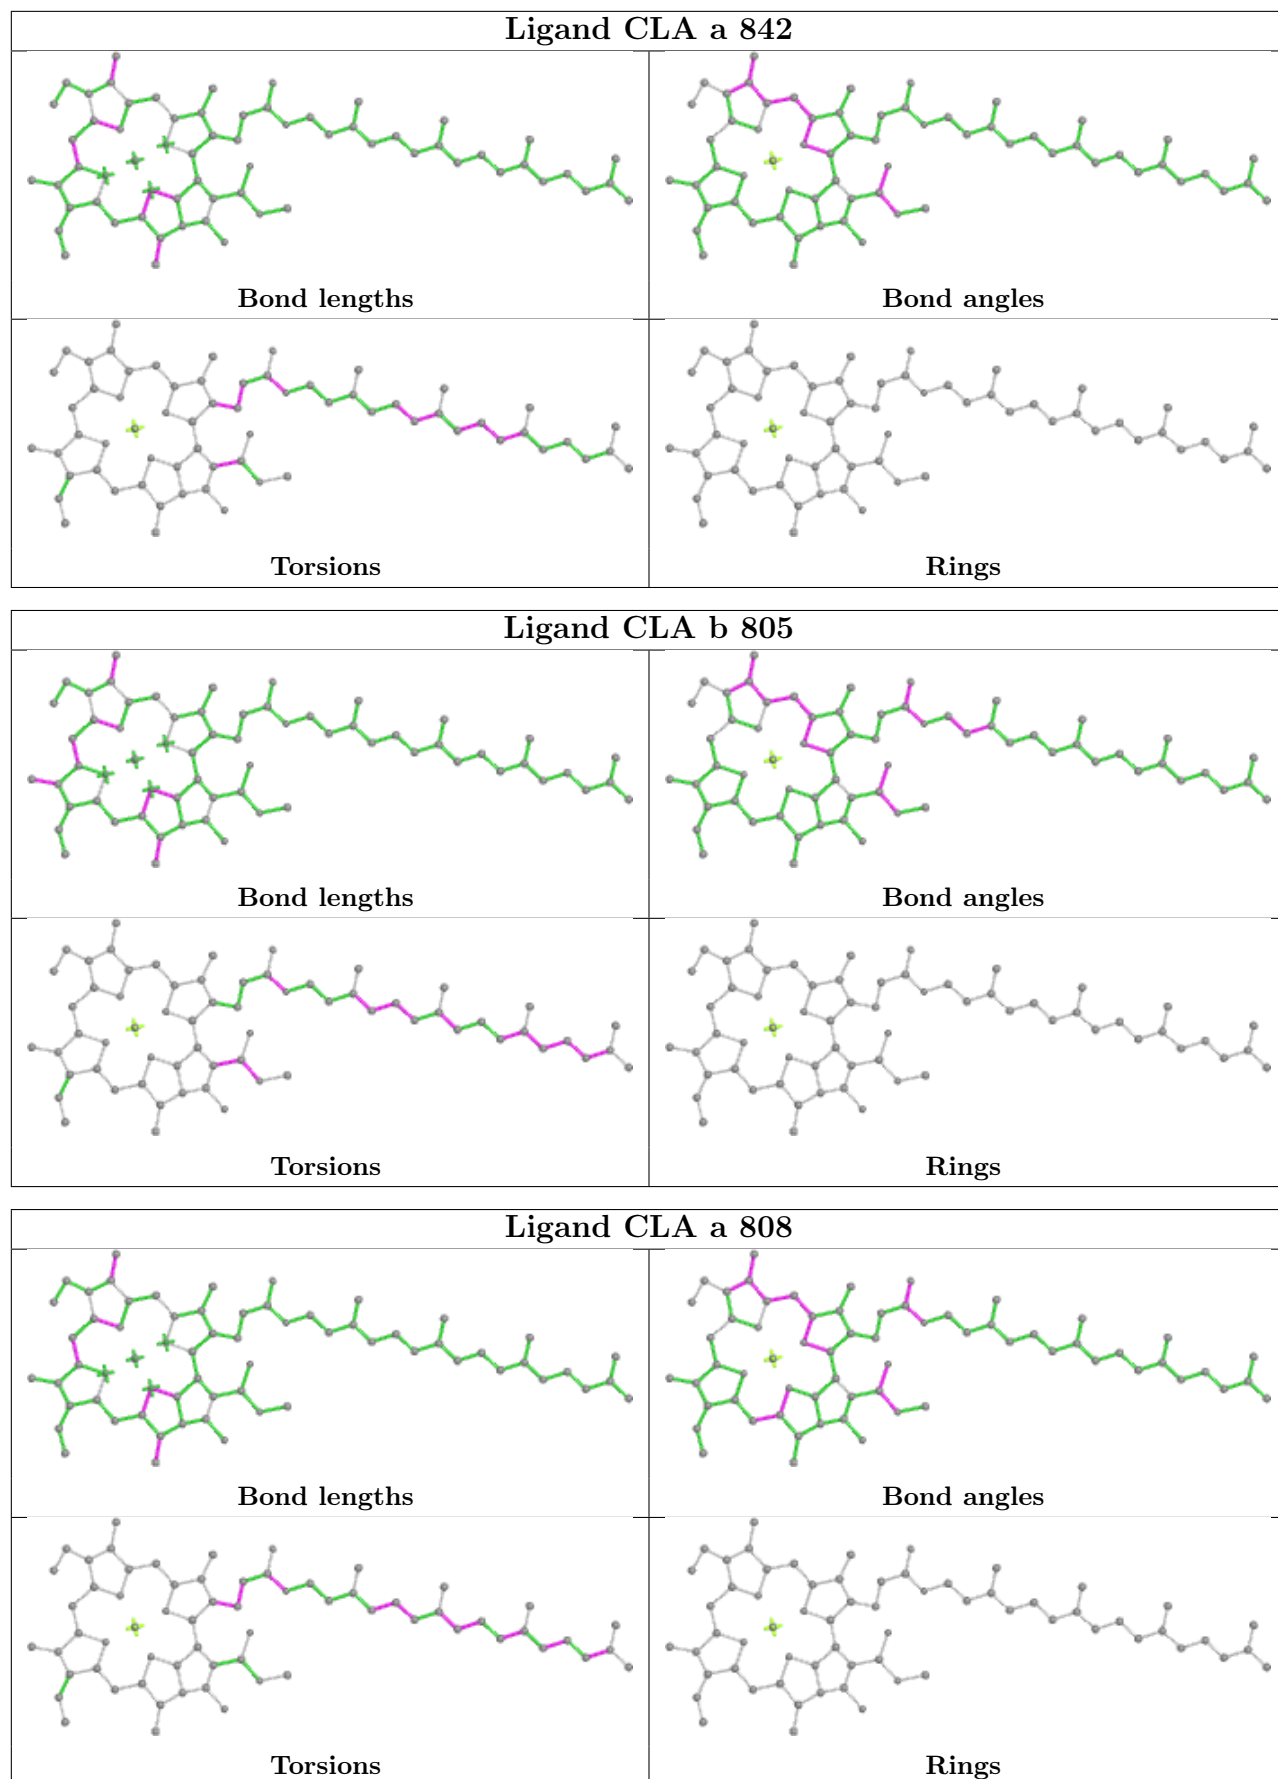 Ligand CLA a 842
Bond lengths
Bond angles
Torsions
Rings
Ligand CLA b 805
Bond lengths
Bond angles
Torsions
Rings
Ligand CLA a 808
Bond lengths
Bond angles
Torsions
Rings